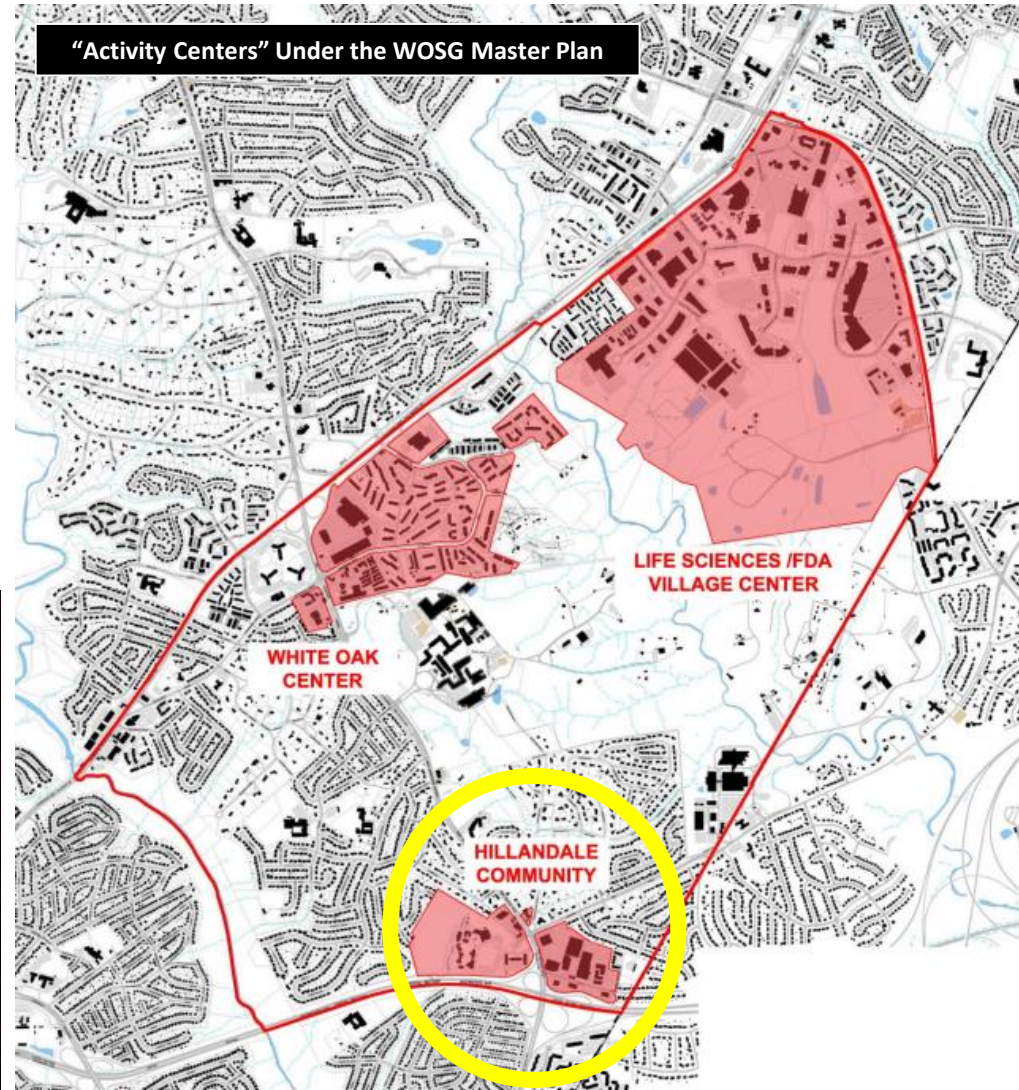 “Activity Centers” Under the WOSG Master Plan
LIFE SCIENCES /FDA
VILLAGE CENTER
WHITE OAK
CENTER
HILLANDALE
COMMUNITY